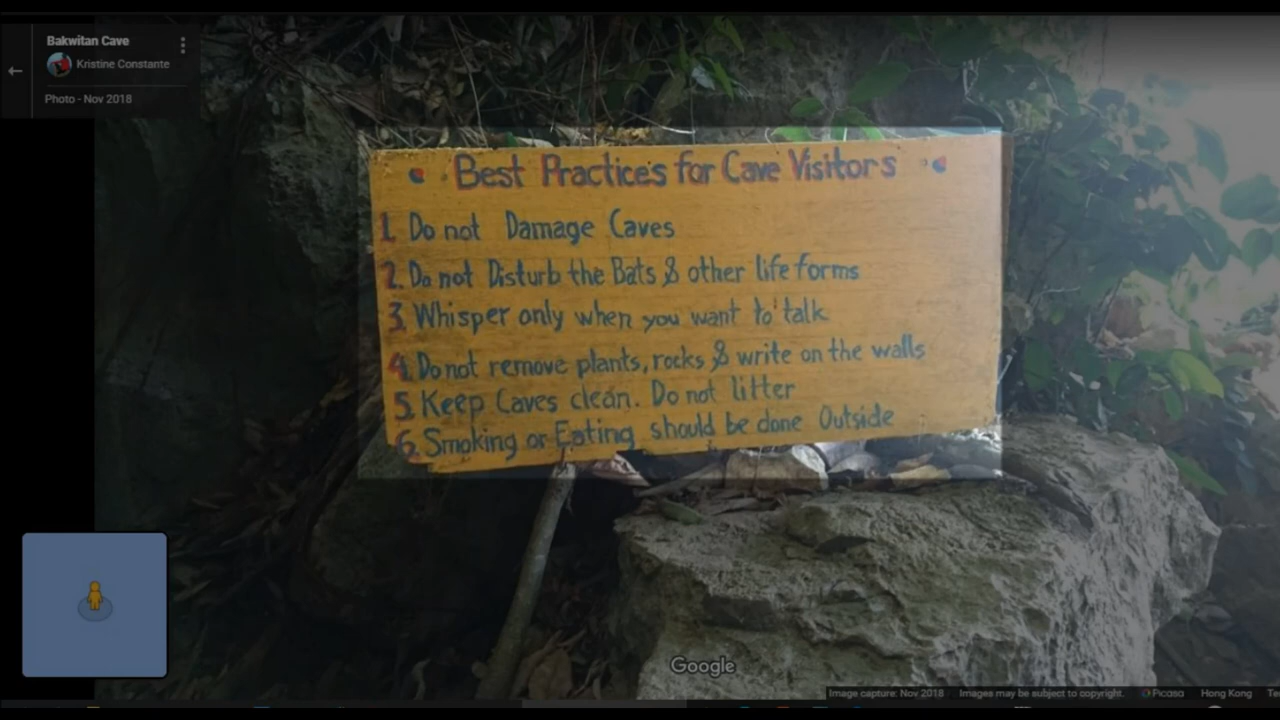 Bakwitan Cave
Kristine Constante
Photo - Nov 2018
Best Practices for Cave Visitors
1. Do not Damage Caves
2. Do not Disturb the Bats & other life forms
3. Whisper only when you want to talk
4. Do not remove plants, rocks & write on the walls
5. Keep Caves clean. Do not litter
6. Smoking or Eating should be done Outside
Google
Image capture: Nov 2018 Images may be subject to copyright. Picasa Hong Kong